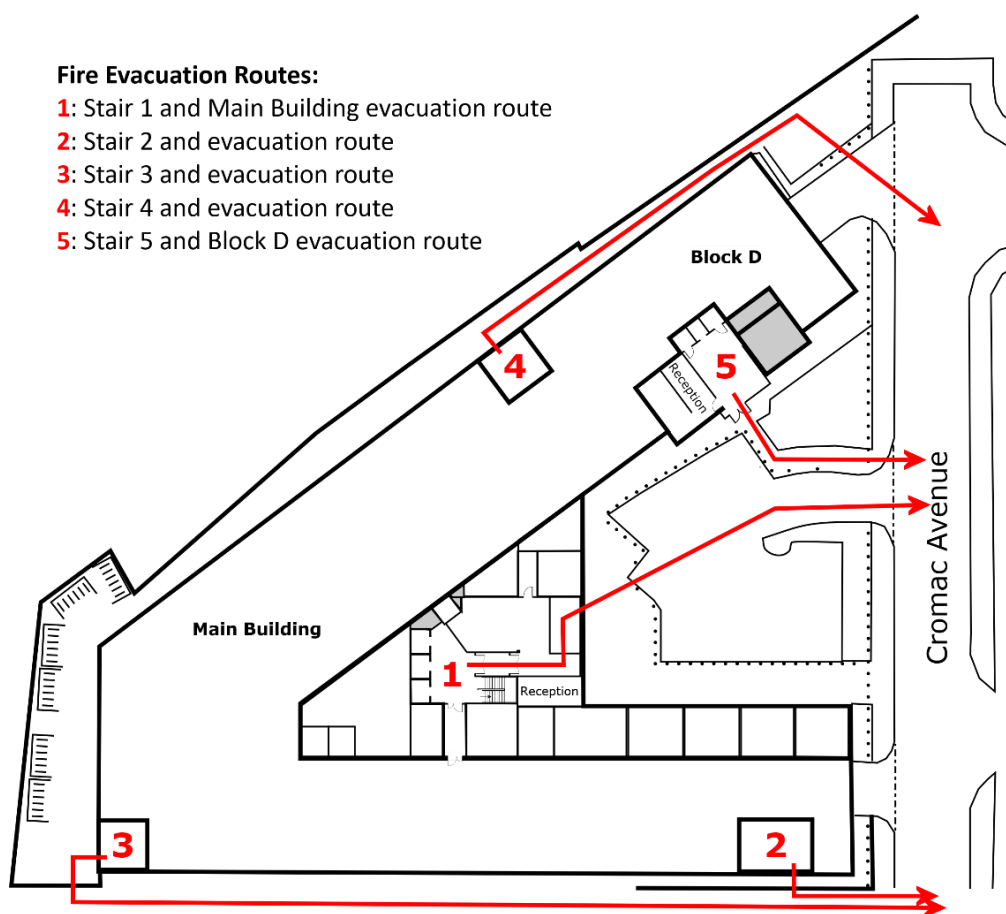 Fire Evacuation Routes:
1: Stair 1 and Main Building evacuation route
2: Stair 2 and evacuation route
3: Stair 3 and evacuation route
4: Stair 4 and evacuation route
5: Stair 5 and Block D evacuation route
Block D
4
5
Reception
Cromac Avenue
Main Building
1
Reception
3
2